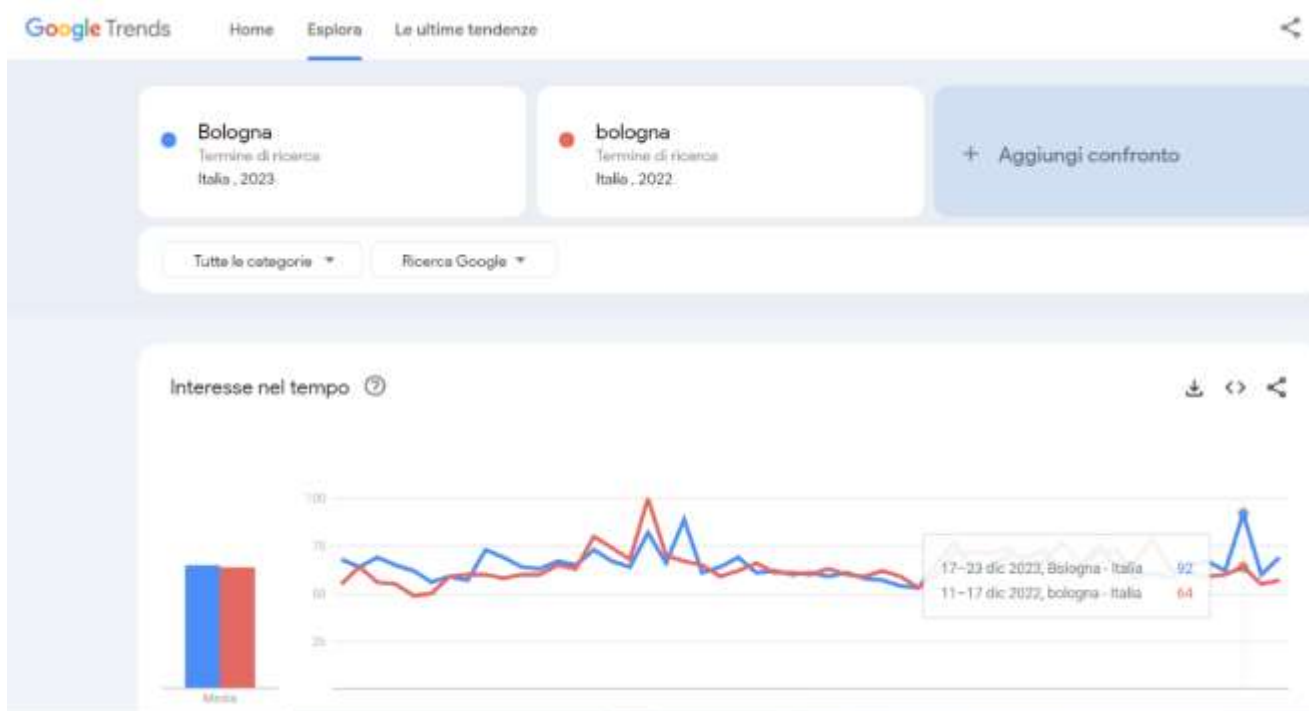 Google Trends Home Esplora Le ultime tendenze
Bologna
Termine di ricerca
Italia , 2023
bologna
Termine di ricerca
Italia , 2022
+ Aggiungi confronto
Tutte le categorie
Ricerca Google
Interesse nel tempo
100
75
50
25
17–23 dic 2023, Bologna - Italia 92
11–17 dic 2022, bologna - Italia 64
Media